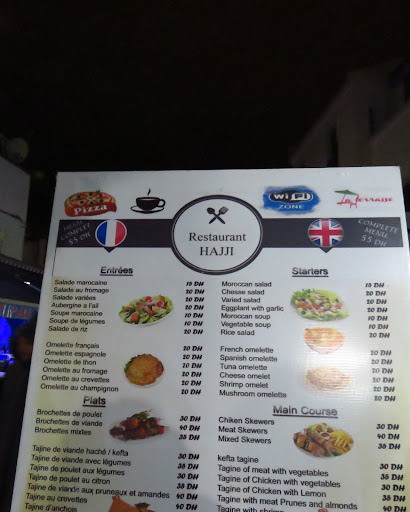 Pizza
WiFi
ZONE
La terrasse
MENU
COMPLET
55 DH
Restaurant
HAJJI
COMPLETE
MENU
55 DH
Entrées
Salade marocaine 15 DH
Salade au fromage 20 DH
Salade variées 20 DH
Aubergine a l'ail 20 DH
Soupe marocaine 10 DH
Soupe de légumes 10 DH
Salade de riz 20 DH
Omelette français 20 DH
Omelette espagnole 20 DH
Omelette de thon 20 DH
Omelette au fromage 20 DH
Omelette au crevettes 20 DH
Omelette au champignon 20 DH
Plats
Brochettes de poulet 30 DH
Brochettes de viande 40 DH
Brochettes mixtes 35 DH
Tajine de viande haché / kefta 30 DH
Tajine de viande avec légumes 35 DH
Tajine de poulet aux légumes 30 DH
Tajine de poulet au citron 30 DH
Tajine de viande aux pruneaux et amandes 40 DH
Tajine au crevettes 40 DH
Tajine d'anchois 35 DH
Starters
Moroccan salad 15 DH
Chesse salad 20 DH
Varied salad 20 DH
Eggplant with garlic 20 DH
Moroccan soup 10 DH
Vegetable soup 10 DH
Rice salad 20 DH
French omelette 20 DH
Spanish omelette 20 DH
Tuna omelette 20 DH
Cheese omelet 20 DH
Shrimp omelet 20 DH
Mushroom omelette 20 DH
Main Course
Chiken Skewers 30 DH
Meat Skewers 40 DH
Mixed Skewers 35 DH
kefta tagine 30 DH
Tagine of meat with vegetables 35 DH
Tagine of Chicken with vegetables 30 DH
Tagine of Chicken with Lemon 30 DH
Tagine with meat Prunes and almonds 40 DH
Tagine with shrimp